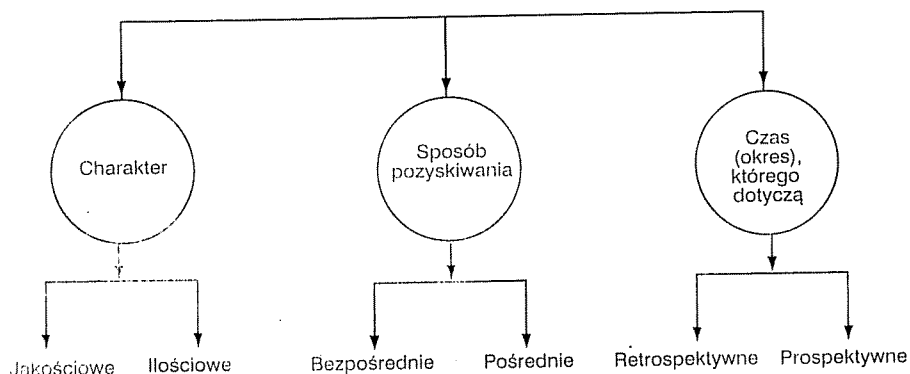 Charakter
Sposób
pozyskiwania
Czas
(okres),
którego
dotyczą
Jakościowe
Ilościowe
Bezpośrednie
Pośrednie
Retrospektywne
Prospektywne